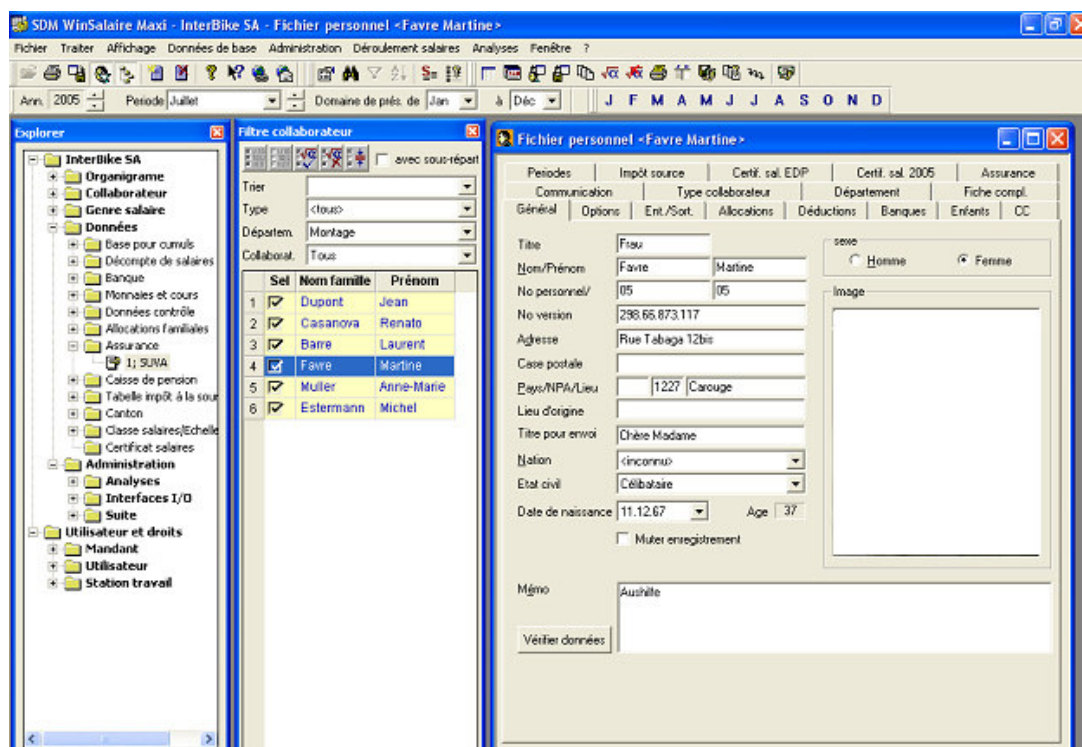 SDM WinSalaire Maxi - InterBike SA - Fichier personnel <Favre Martine>
Fichier Traiter Affichage Données de base Administration Déroulement salaires Analyses Fenêtre ?
Ann. 2005 Periode Juillet Domaine de prés. de Jan à Déc J F M A M J J A S O N D
Explorer
InterBike SA
Organigrame
Collaborateur
Genre salaire
Données
Base pour cumuls
Décompte de salaires
Banque
Monnaies et cours
Données contrôle
Allocations familiales
Assurance
1; SUVA
Caisse de pension
Tabelle impôt à la sour
Canton
Classe salaires/Echelle
Certificat salaires
Administration
Analyses
Interfaces I/O
Suite
Utilisateur et droits
Mandant
Utilisateur
Station travail
Filtre collaborateur
avec sous-répart
Trier
Type <tous>
Départem. Montage
Collaborat. Tous
Sel Nom famille Prénom
1 Dupont Jean
2 Casanova Renato
3 Barre Laurent
4 Favre Martine
5 Muller Anne-Marie
6 Estermann Michel
Fichier personnel <Favre Martine>
Periodes Impôt source Certif. sal. EDP Certif. sal. 2005 Assurance
Communication Type collaborateur Département Fiche compl.
Général Options Ent./Sort. Allocations Déductions Banques Enfants CC
Titre Frau
Nom/Prénom Favre Martine
No personnel/ 05 05
No version 298.66.873.117
Adresse Rue Tabaga 12bis
Case postale
Pays/NPA/Lieu 1227 Carouge
Lieu d'origine
Titre pour envoi Chère Madame
Nation <inconnu>
Etat civil Célibataire
Date de naissance 11.12.67 Age 37
Muter enregistrement
sexe
Homme Femme
Image
Mémo Aushilfe
Vérifier données